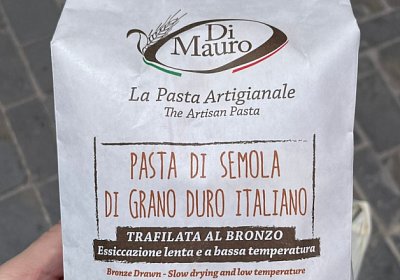 Di
Mauro
La Pasta Artigianale
The Artisan Pasta
PASTA DI SEMOLA
DI GRANO DURO ITALIANO
TRAFILATA AL BRONZO
Essiccazione lenta e a bassa temperatura
Bronze Drawn - Slow drying and low temperature